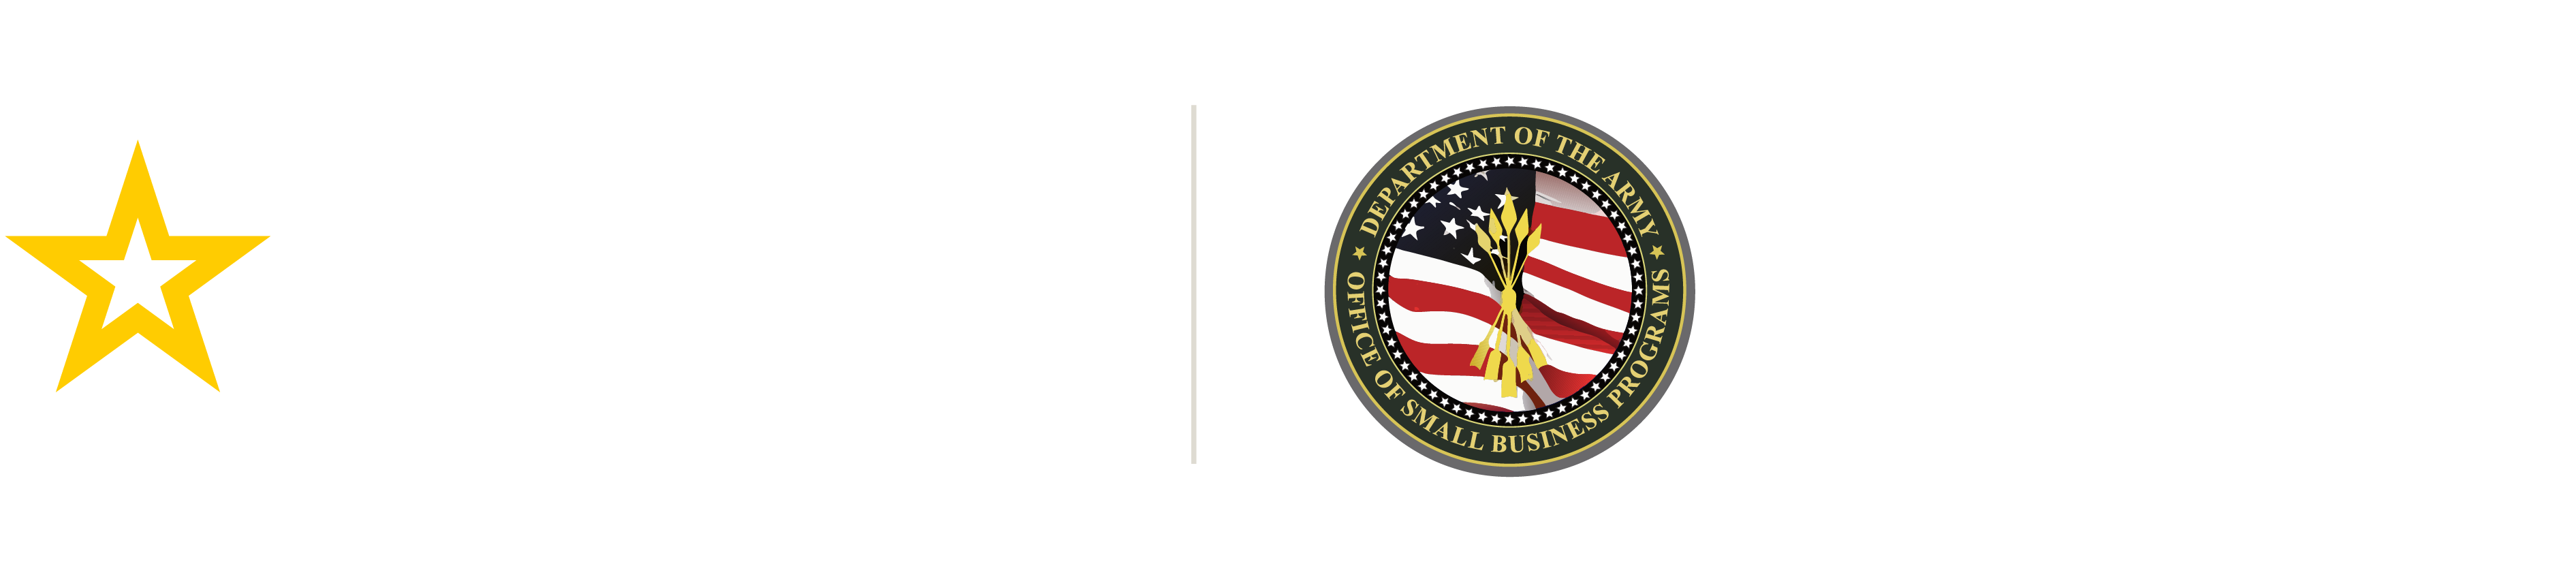 DEPARTMENT OF THE ARMY
OFFICE OF SMALL BUSINESS PROGRAMS